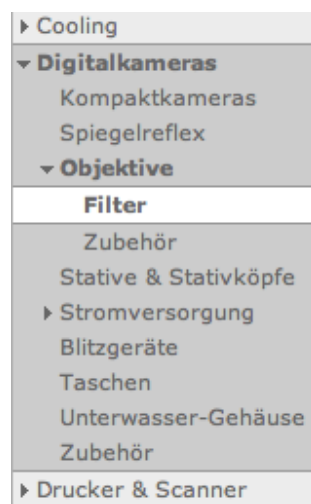 Cooling
Digitalkameras
Kompaktkameras
Spiegelreflex
Objektive
Filter
Zubehör
Stative & Stativköpfe
Stromversorgung
Blitzgeräte
Taschen
Unterwasser-Gehäuse
Zubehör
Drucker & Scanner